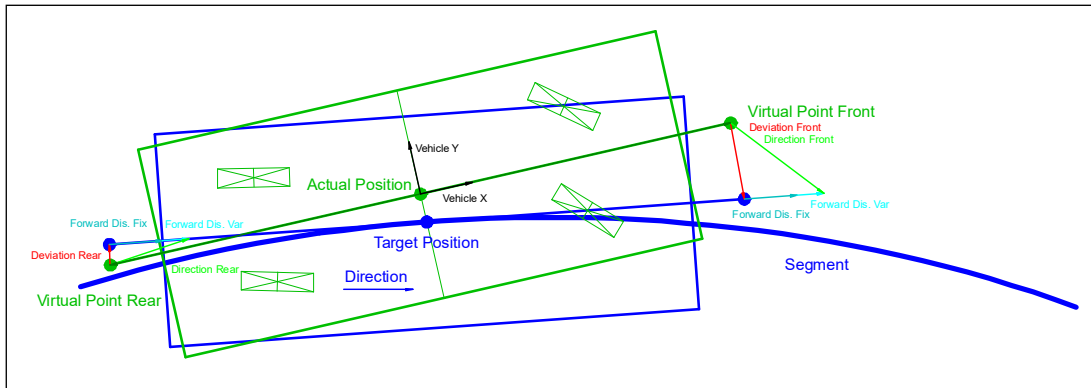 Virtual Point Front
Deviation Front
Direction Front
Vehicle Y
Actual Position
Vehicle X
Forward Dis. Fix
Forward Dis. Var
Forward Dis. Fix
Forward Dis. Var
Target Position
Deviation Rear
Direction Rear
Direction
Segment
Virtual Point Rear